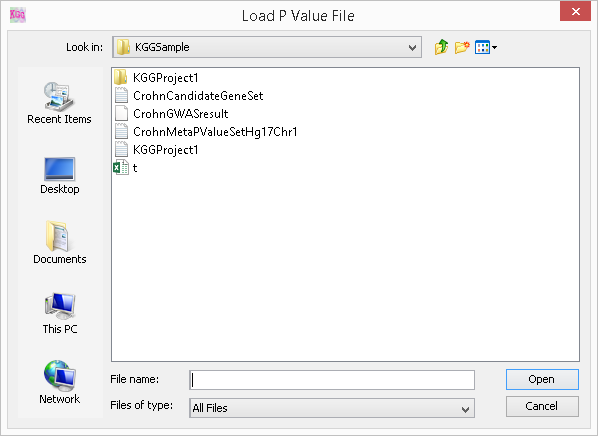 KGG
Load P Value File
Look in:
KGGSample
Recent Items
Desktop
Documents
This PC
Network
KGGProject1
CrohnCandidateGeneSet
CrohnGWASresult
CrohnMetaPValueSetHg17Chr1
KGGProject1
t
File name:
Open
Files of type:
All Files
Cancel